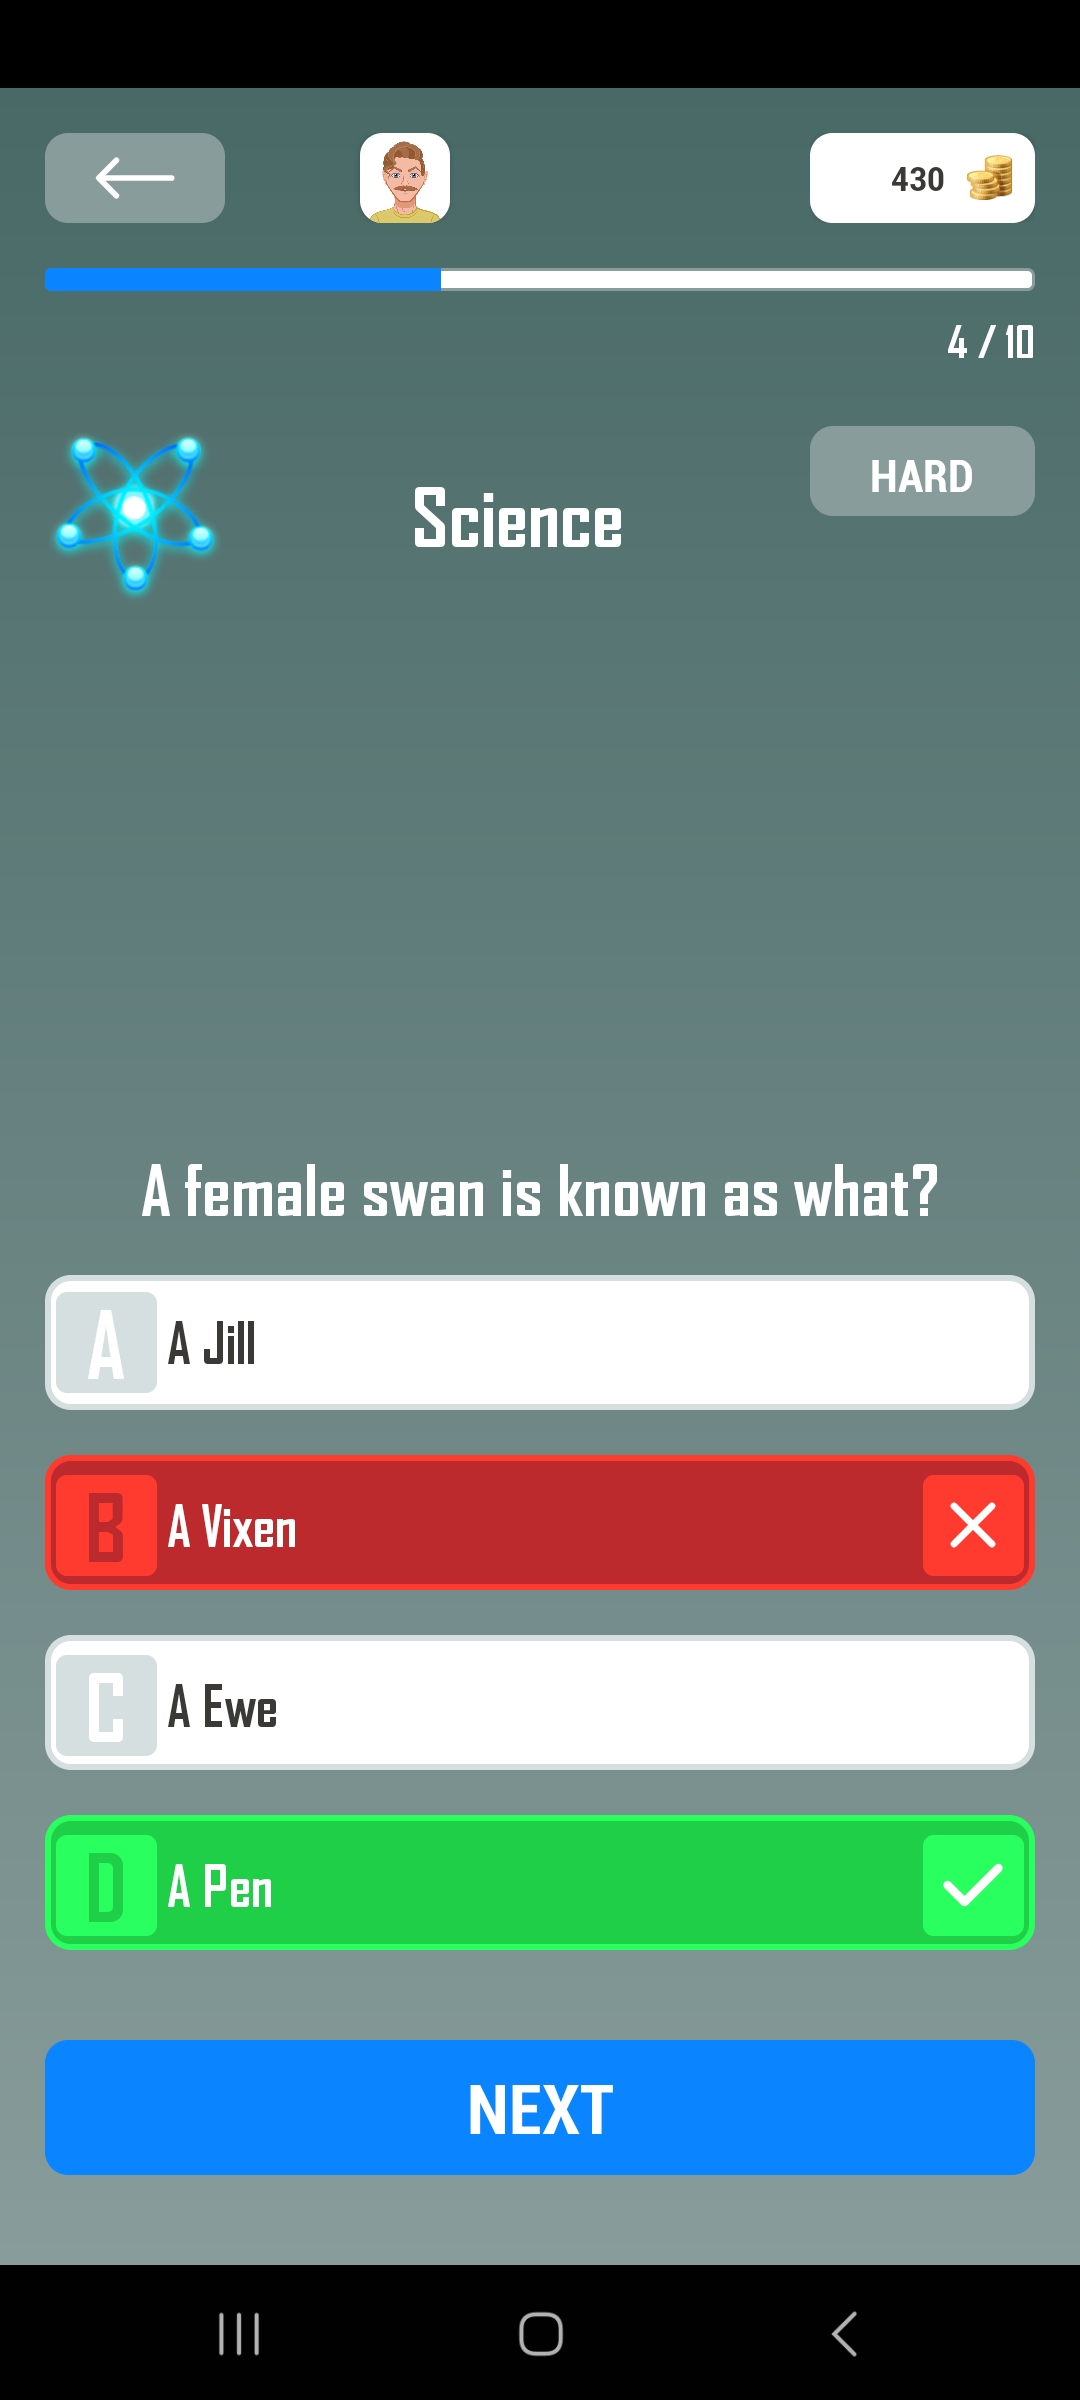 430
4 / 10
HARD
Science
A female swan is known as what?
A A Jill
B A Vixen
C A Ewe
D A Pen
NEXT